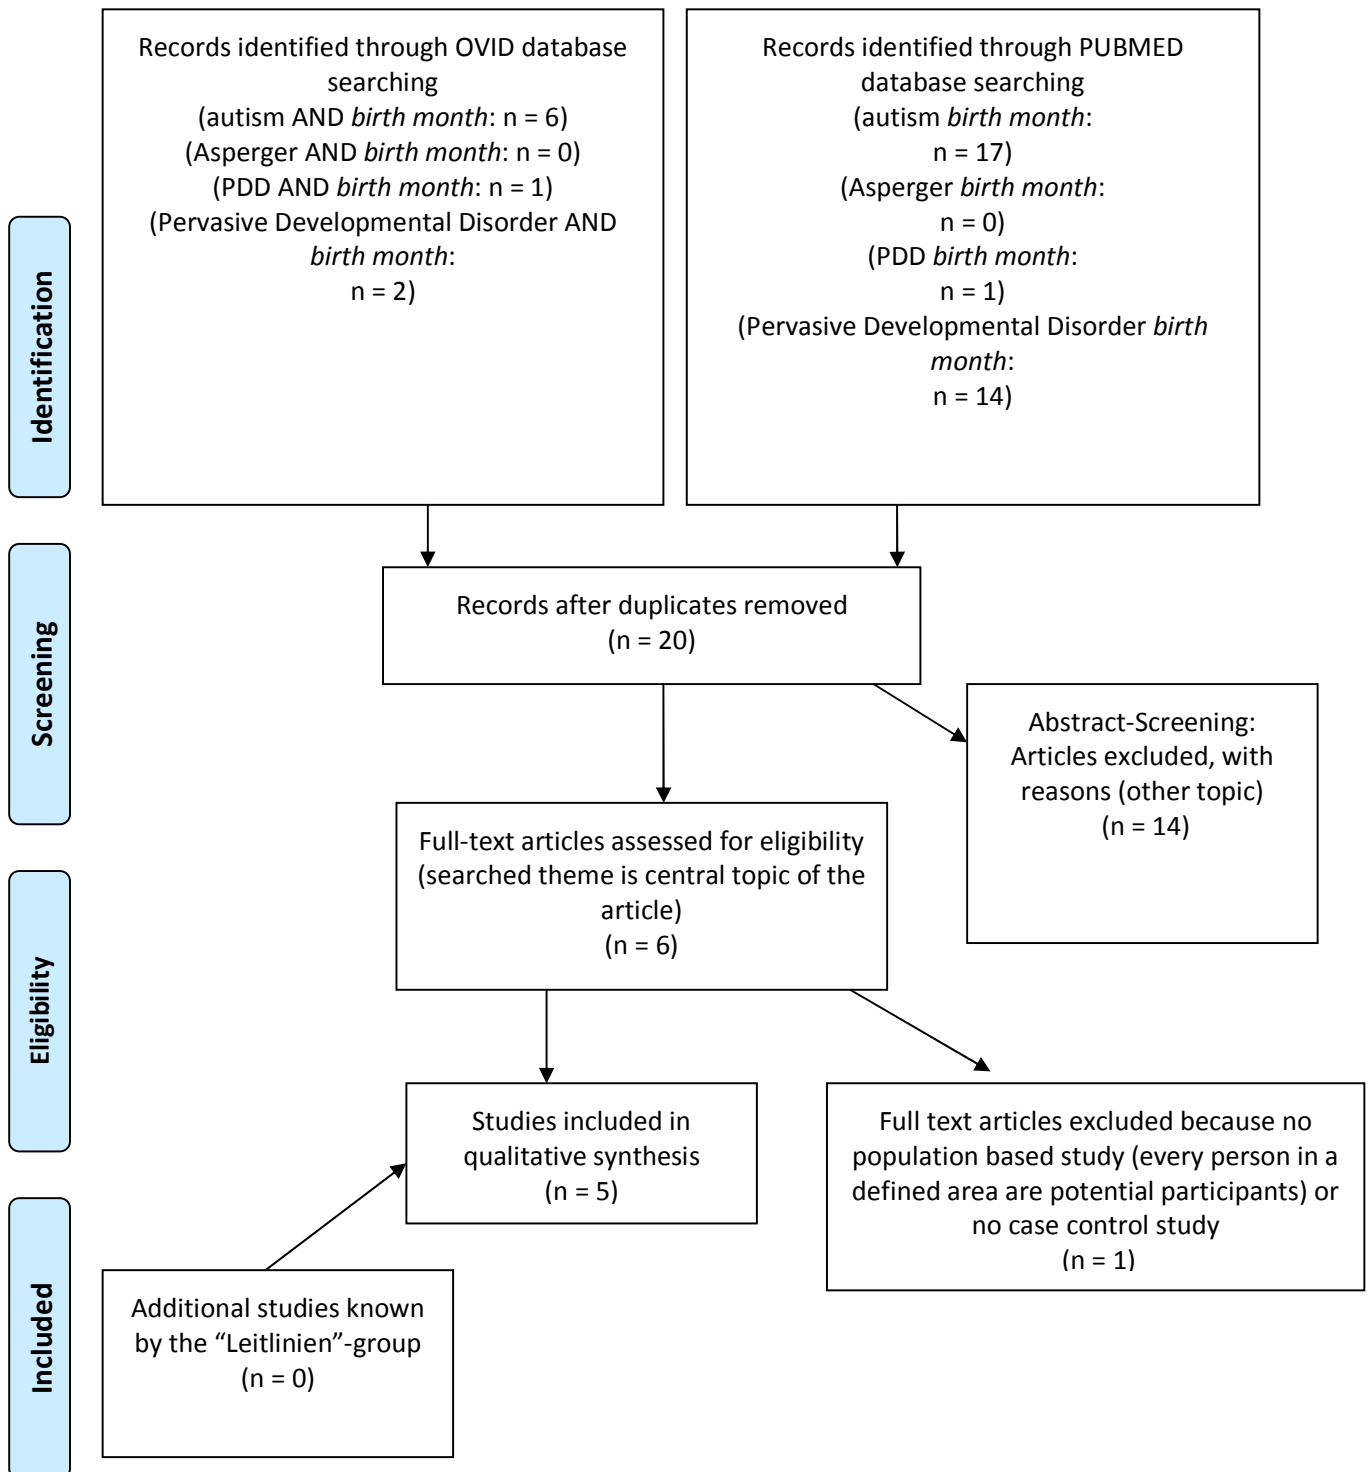 Records identified through OVID database
searching
(autism AND birth month: n = 6)
(Asperger AND birth month: n = 0)
(PDD AND birth month: n = 1)
(Pervasive Developmental Disorder AND
birth month:
n = 2)
Records identified through PUBMED
database searching
(autism birth month:
n = 17)
(Asperger birth month:
n = 0)
(PDD birth month:
n = 1)
(Pervasive Developmental Disorder birth
month:
n = 14)
Identification
Records after duplicates removed
(n = 20)
Screening
Abstract-Screening:
Articles excluded, with
reasons (other topic)
(n = 14)
Full-text articles assessed for eligibility
(searched theme is central topic of the
article)
(n = 6)
Eligibility
Studies included in
qualitative synthesis
(n = 5)
Full text articles excluded because no
population based study (every person in a
defined area are potential participants) or
no case control study
(n = 1)
Included
Additional studies known
by the “Leitlinien”-group
(n = 0)